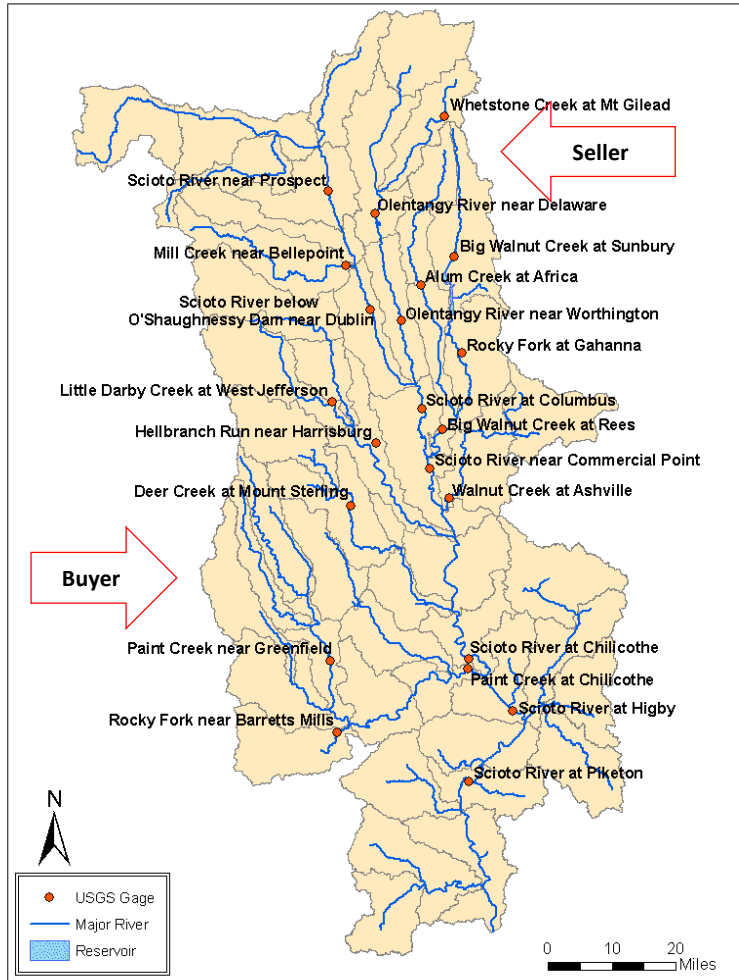 Whetstone Creek at Mt Gilead
Seller
Scioto River near Prospect
Olentangy River near Delaware
Big Walnut Creek at Sunbury
Mill Creek near Bellepoint
Alum Creek at Africa
Scioto River below
O'Shaughnessy Dam near Dublin
Olentangy River near Worthington
Rocky Fork at Gahanna
Little Darby Creek at West Jefferson
Scioto River at Columbus
Hellbranch Run near Harrisburg
Big Walnut Creek at Rees
Scioto River near Commercial Point
Deer Creek at Mount Sterling
Walnut Creek at Ashville
Buyer
Paint Creek near Greenfield
Scioto River at Chilicothe
Paint Creek at Chilicothe
Rocky Fork near Barretts Mills
Scioto River at Higby
Scioto River at Piketon
N
USGS Gage
Major River
Reservoir
0 10 20
Miles